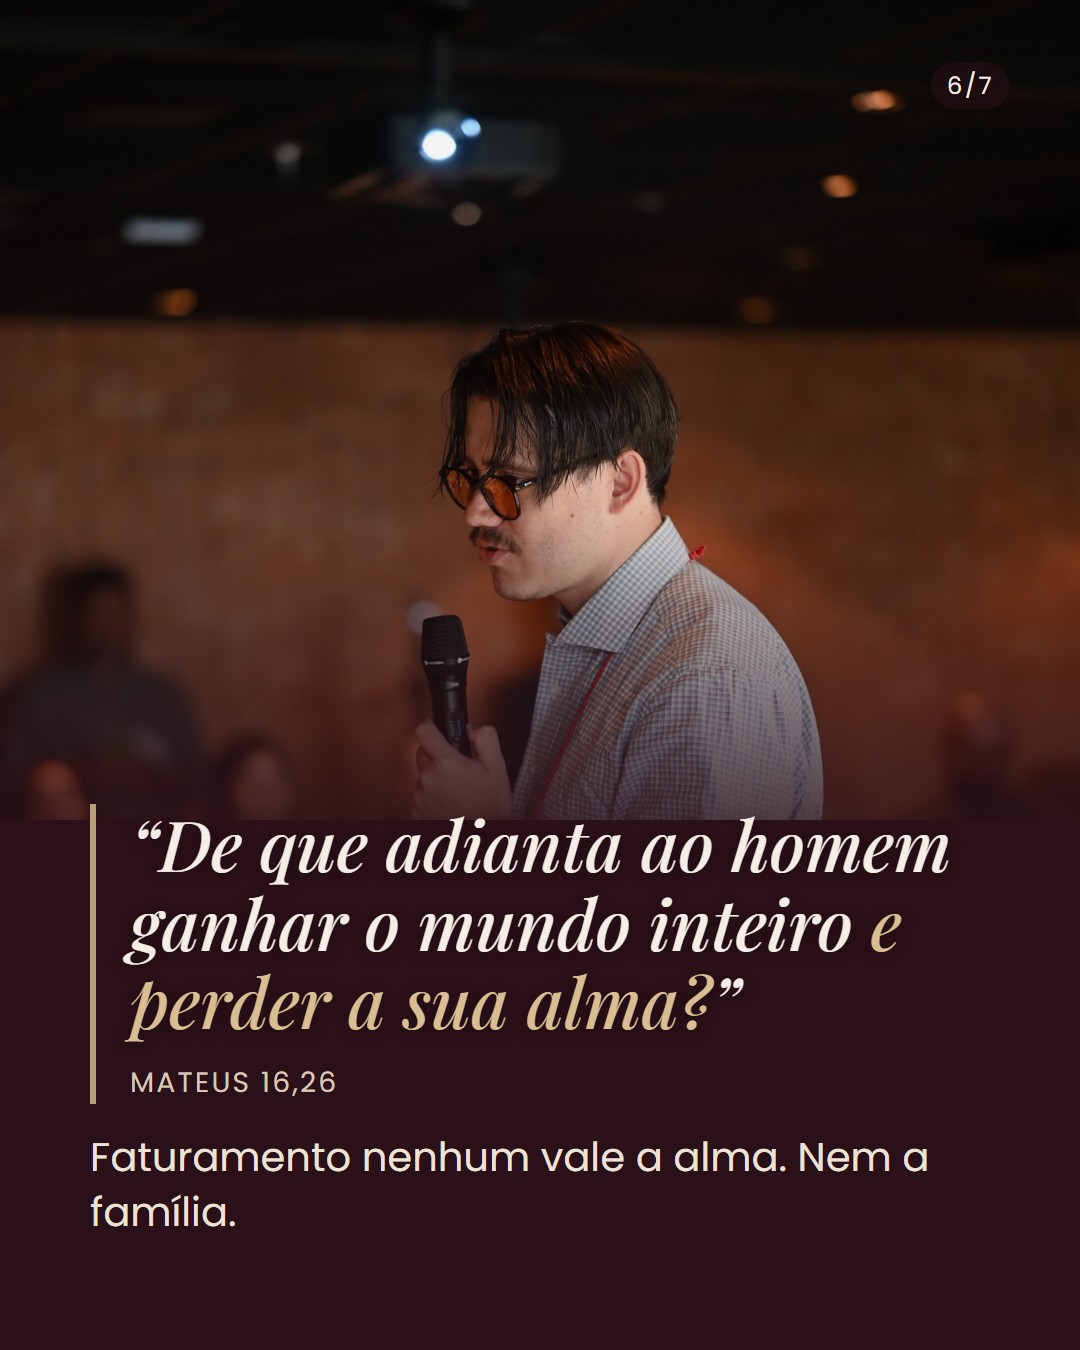 6/7
“De que adianta ao homem
ganhar o mundo inteiro e
perder a sua alma?”
MATEUS 16,26
Faturamento nenhum vale a alma. Nem a
família.